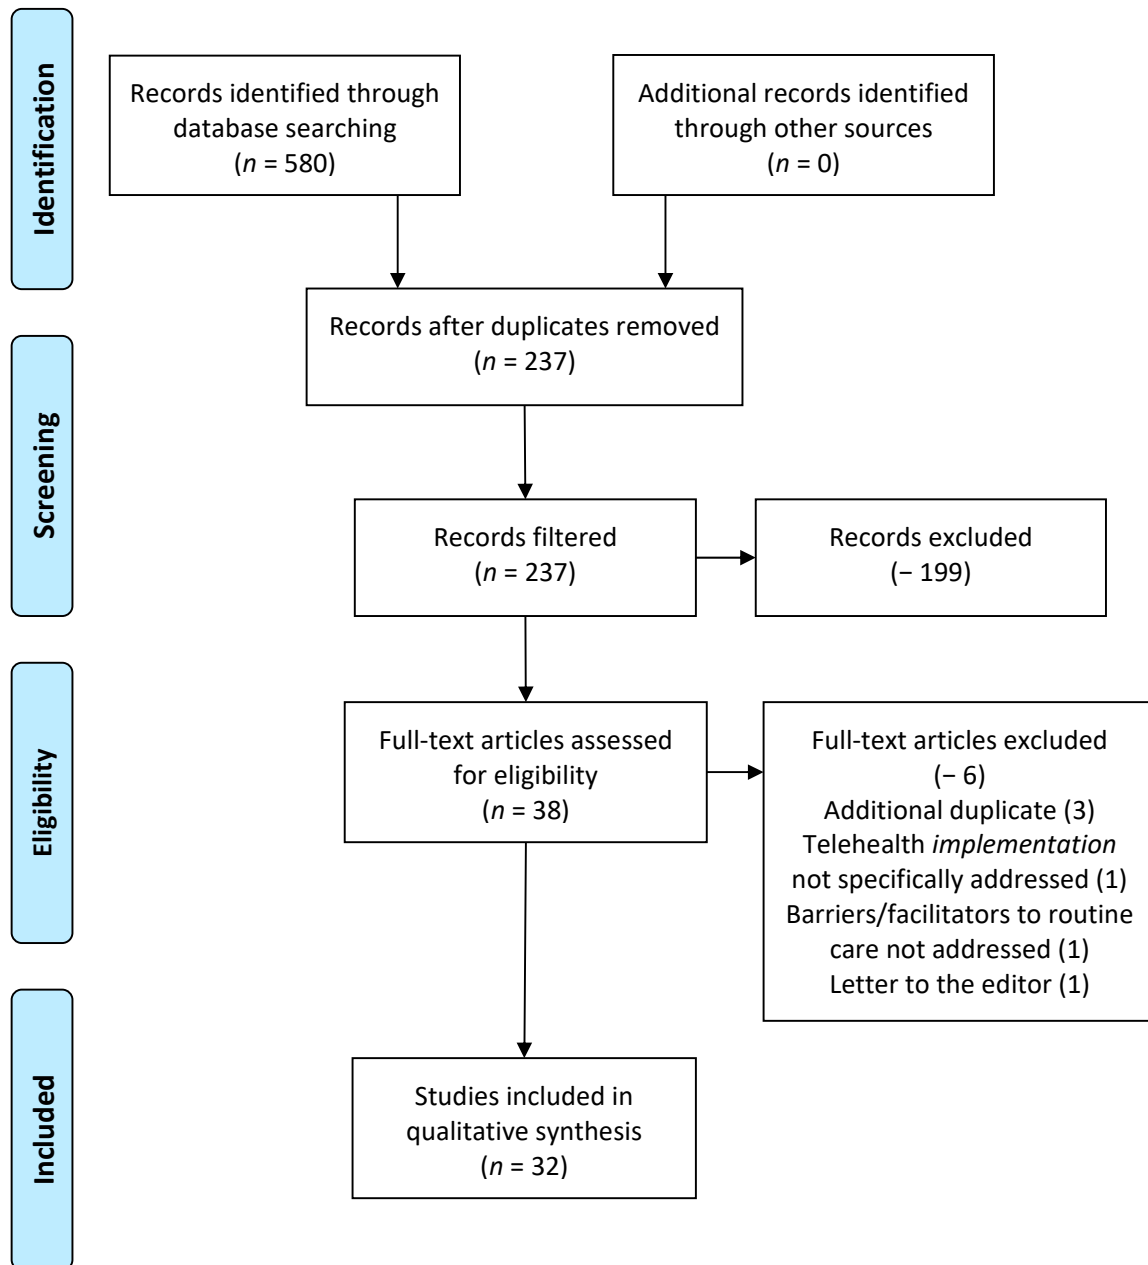 Identification
Records identified through
database searching
(n = 580)
Additional records identified
through other sources
(n = 0)
Records after duplicates removed
(n = 237)
Screening
Records filtered
(n = 237)
Records excluded
(− 199)
Eligibility
Full-text articles assessed
for eligibility
(n = 38)
Full-text articles excluded
(− 6)
Additional duplicate (3)
Telehealth implementation
not specifically addressed (1)
Barriers/facilitators to routine
care not addressed (1)
Letter to the editor (1)
Included
Studies included in
qualitative synthesis
(n = 32)